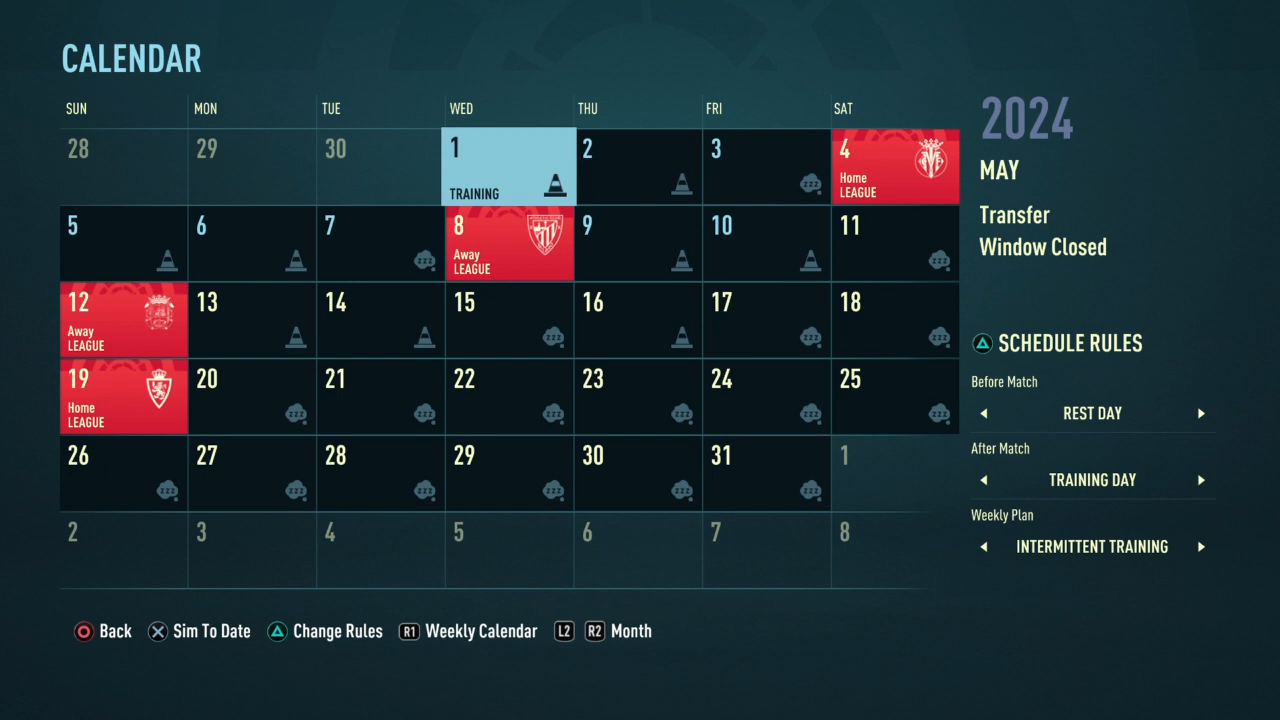 CALENDAR
SUN MON TUE WED THU FRI SAT
28 29 30 1 2 3 4
TRAINING
Home
LEAGUE
5 6 7 8 9 10 11
Away
LEAGUE
12 13 14 15 16 17 18
Away
LEAGUE
19 20 21 22 23 24 25
Home
LEAGUE
26 27 28 29 30 31 1
2 3 4 5 6 7 8
2024
MAY
Transfer
Window Closed
SCHEDULE RULES
Before Match
REST DAY
After Match
TRAINING DAY
Weekly Plan
INTERMITTENT TRAINING
Back Sim To Date Change Rules R1 Weekly Calendar L2 R2 Month